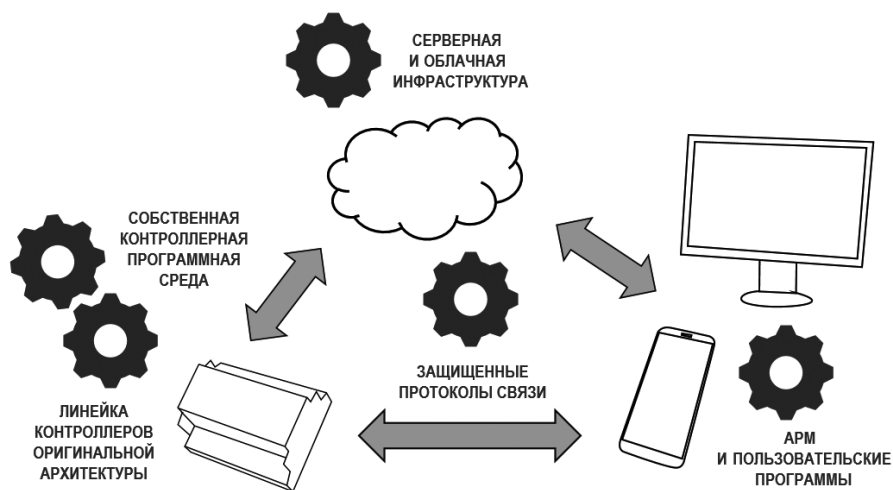 СЕРВЕРНАЯ
И ОБЛАЧНАЯ
ИНФРАСТРУКТУРА
СОБСТВЕННАЯ
КОНТРОЛЛЕРНАЯ
ПРОГРАММНАЯ
СРЕДА
ЗАЩИЩЕННЫЕ
ПРОТОКОЛЫ СВЯЗИ
ЛИНЕЙКА
КОНТРОЛЛЕРОВ
ОРИГИНАЛЬНОЙ
АРХИТЕКТУРЫ
АРМ
И ПОЛЬЗОВАТЕЛЬСКИЕ
ПРОГРАММЫ